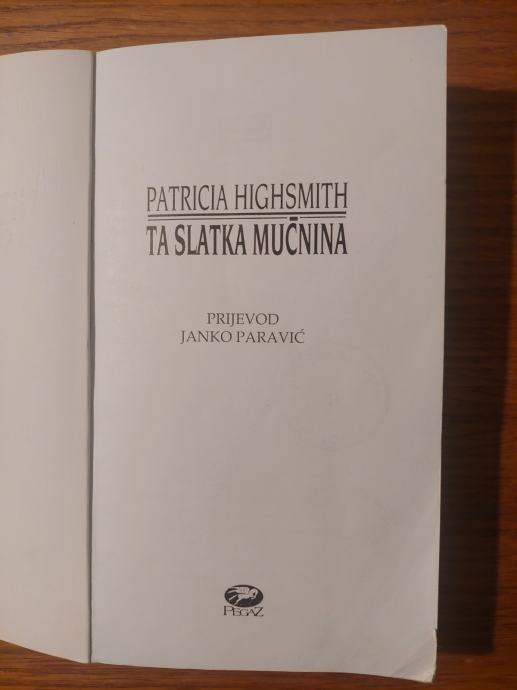 PATRICIA HIGHSMITH
TA SLATKA MUČNINA
PRIJEVOD
JANKO PARAVIĆ
PEGAZ